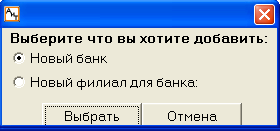 Выберите что вы хотите добавить:
Новый банк
Новый филиал для банка:
Выбрать Отмена